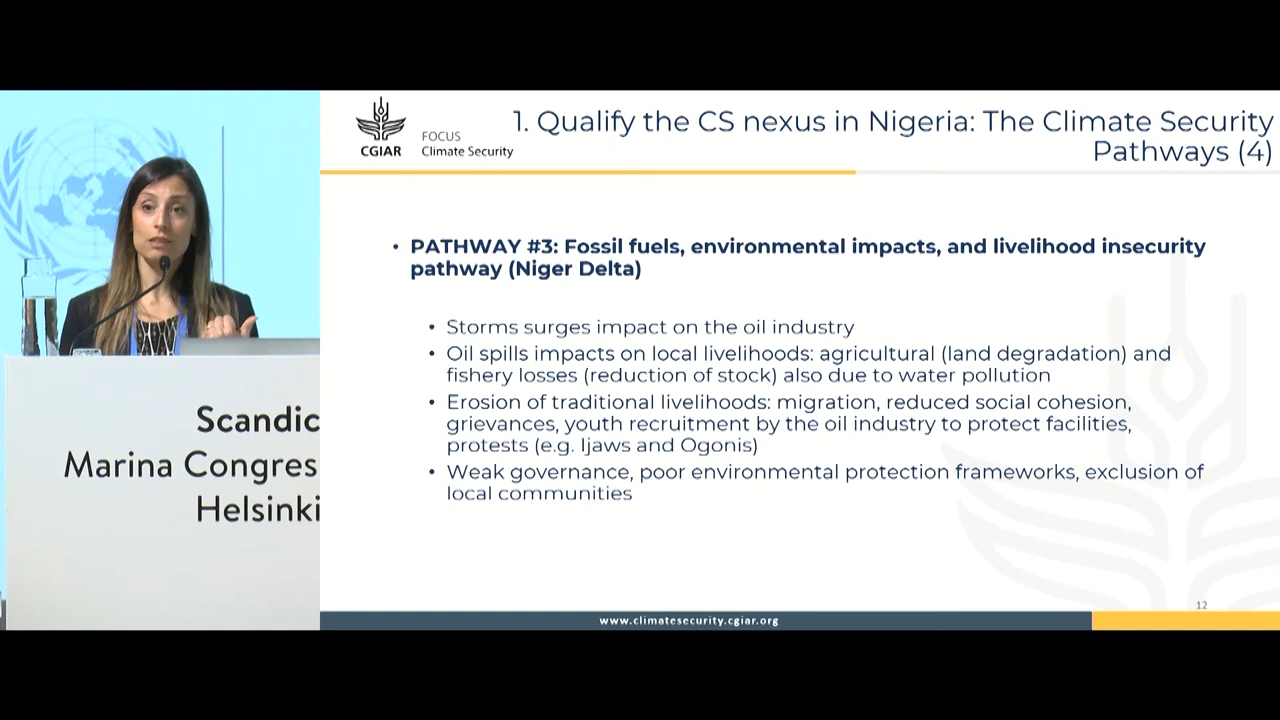 CGIAR
FOCUS
Climate Security
1. Qualify the CS nexus in Nigeria: The Climate Security
Pathways (4)
• PATHWAY #3: Fossil fuels, environmental impacts, and livelihood insecurity
pathway (Niger Delta)
• Storms surges impact on the oil industry
• Oil spills impacts on local livelihoods: agricultural (land degradation) and
fishery losses (reduction of stock) also due to water pollution
• Erosion of traditional livelihoods: migration, reduced social cohesion,
grievances, youth recruitment by the oil industry to protect facilities,
protests (e.g. Ijaws and Ogonis)
• Weak governance, poor environmental protection frameworks, exclusion of
local communities
12
www.climatesecurity.cgiar.org
Scandic
Marina Congres
Helsinki